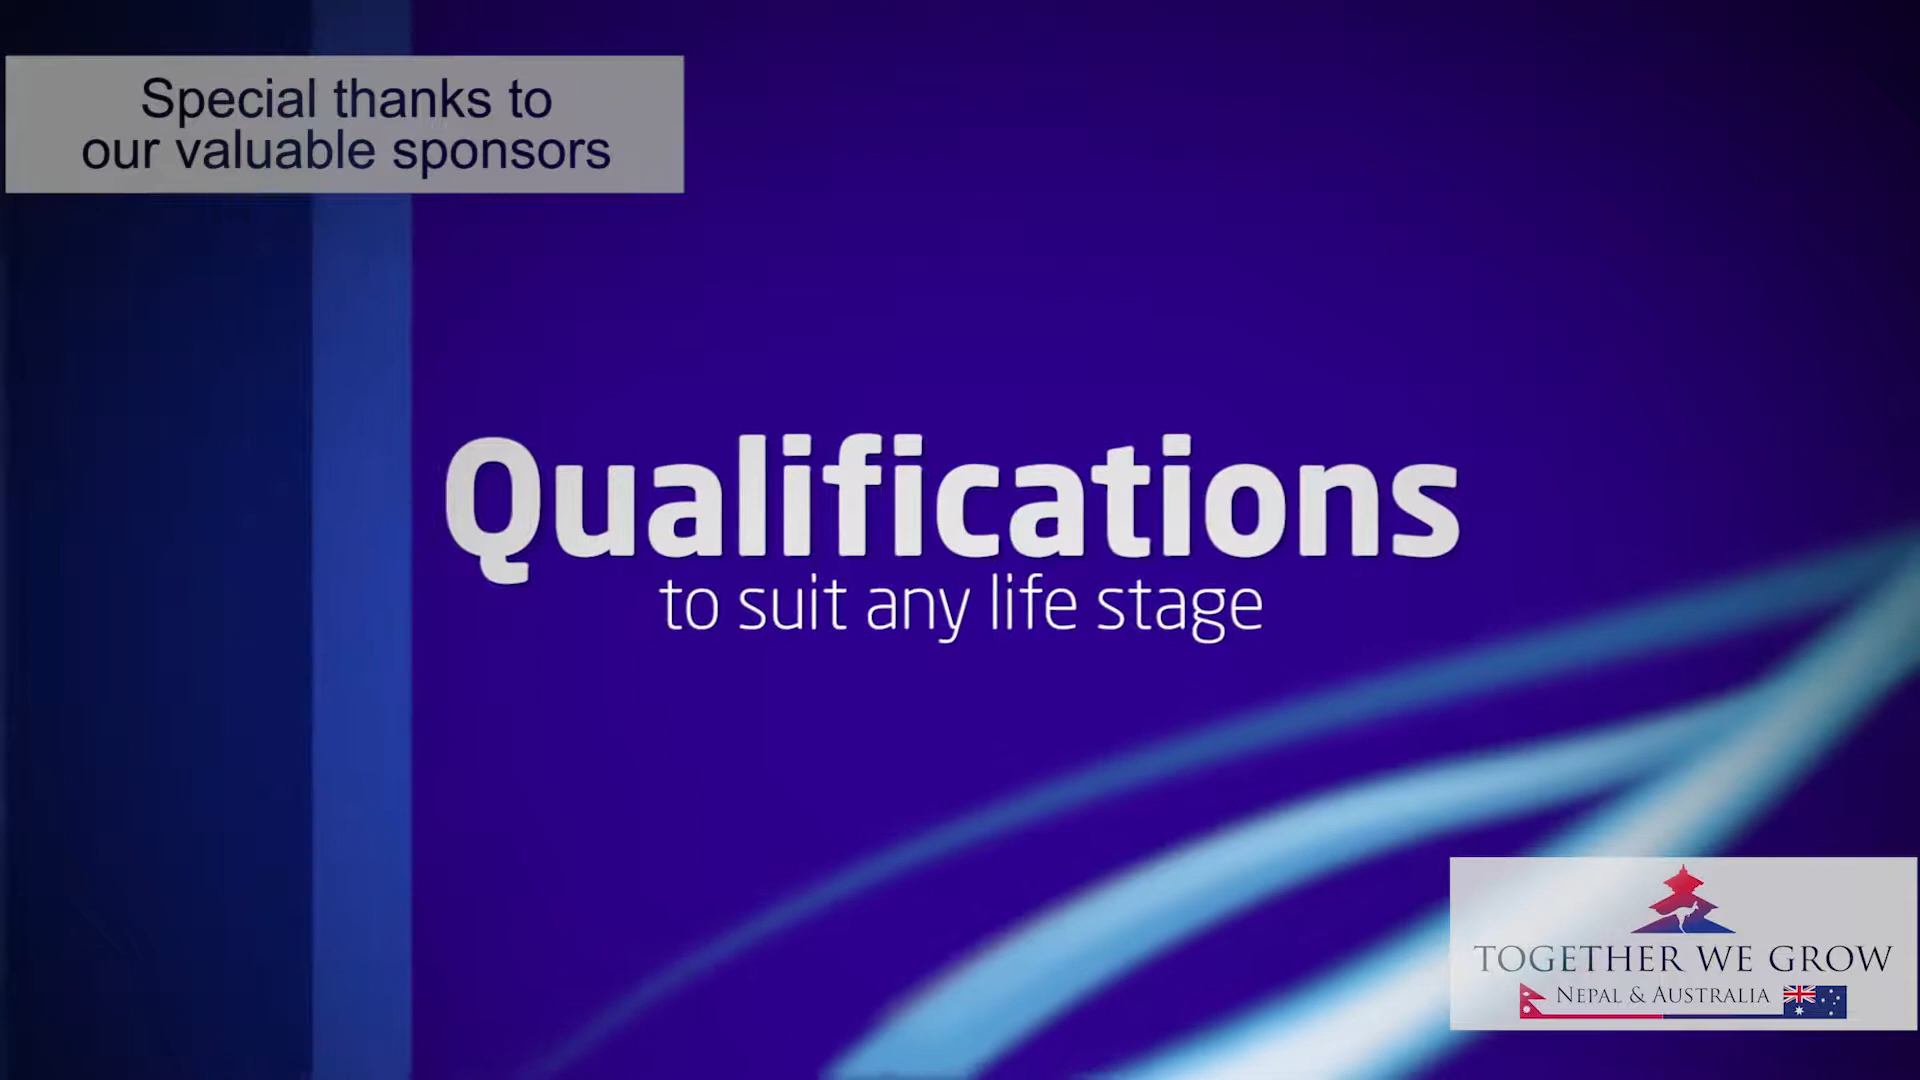 Special thanks to
our valuable sponsors
Qualifications
to suit any life stage
TOGETHER WE GROW
NEPAL & AUSTRALIA